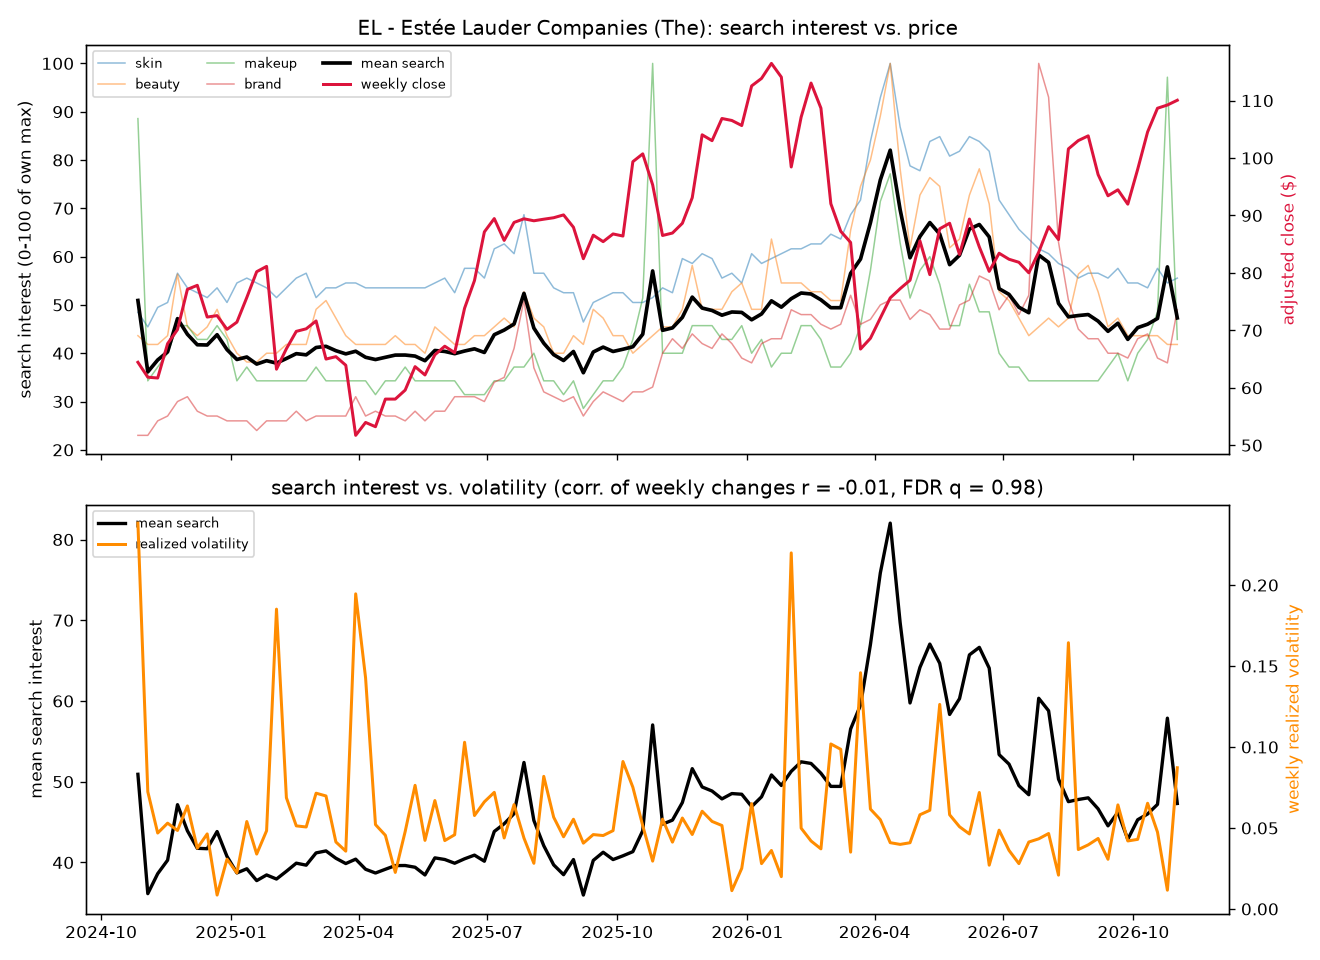 EL - Estée Lauder Companies (The): search interest vs. price
skin
beauty
makeup
brand
mean search
weekly close
search interest (0-100 of own max)
100
90
80
70
60
50
40
30
20
110
100
90
80
70
60
50
adjusted close ($)
search interest vs. volatility (corr. of weekly changes r = -0.01, FDR q = 0.98)
mean search
realized volatility
mean search interest
80
70
60
50
40
0.20
0.15
0.10
0.05
0.00
weekly realized volatility
2024-10
2025-01
2025-04
2025-07
2025-10
2026-01
2026-04
2026-07
2026-10